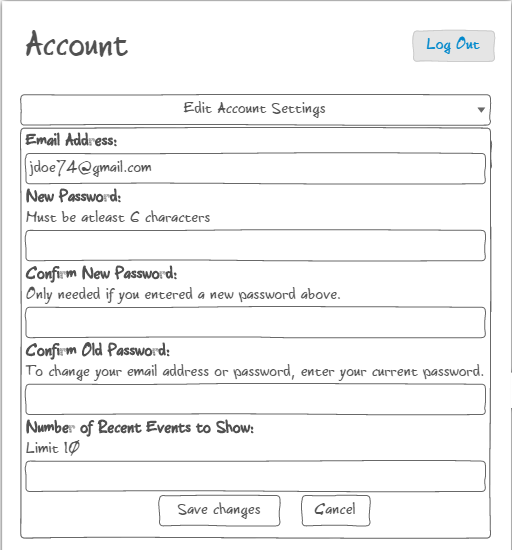 Account
Log Out
Edit Account Settings
Email Address:
jdoe74@gmail.com
New Password:
Must be atleast 6 characters
Confirm New Password:
Only needed if you entered a new password above.
Confirm Old Password:
To change your email address or password, enter your current password.
Number of Recent Events to Show:
Limit 10
Save changes
Cancel